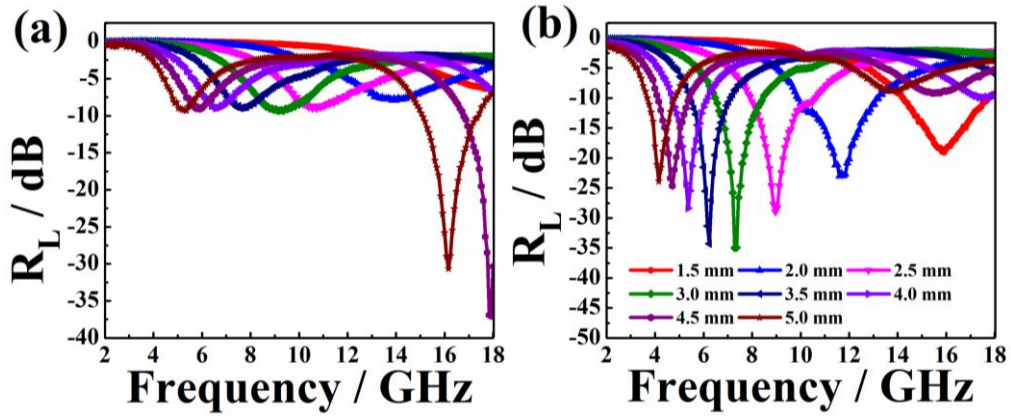 (a)
0
-5
-10
-15
-20
-25
-30
-35
-40
R_L / dB
2 4 6 8 10 12 14 16 18
Frequency / GHz
(b)
0
-5
-10
-15
-20
-25
-30
-35
-40
-45
-50
R_L / dB
1.5 mm 2.0 mm 2.5 mm
3.0 mm 3.5 mm 4.0 mm
4.5 mm 5.0 mm
2 4 6 8 10 12 14 16 18
Frequency / GHz